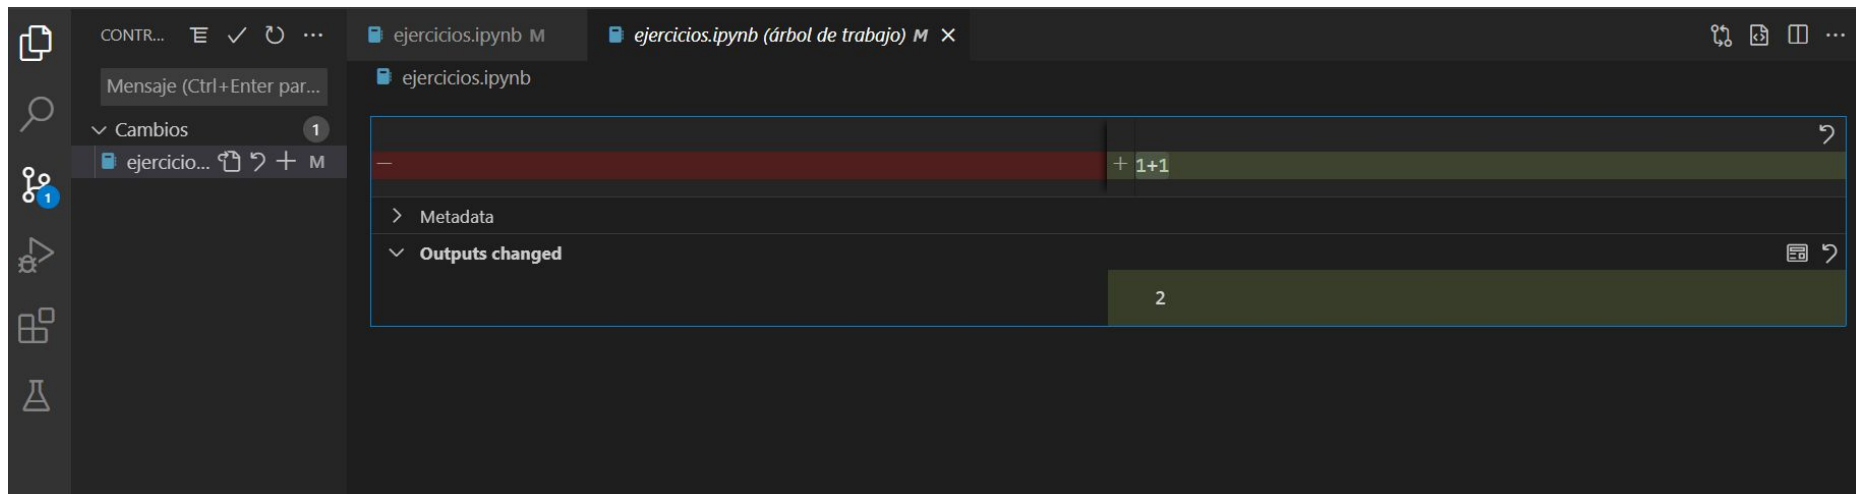 CONTR...
ejercicios.ipynb M
ejercicios.ipynb (árbol de trabajo) M
ejercicios.ipynb
Mensaje (Ctrl+Enter par...
Cambios 1
ejercicio... M
1
— + 1+1
Metadata
Outputs changed
2